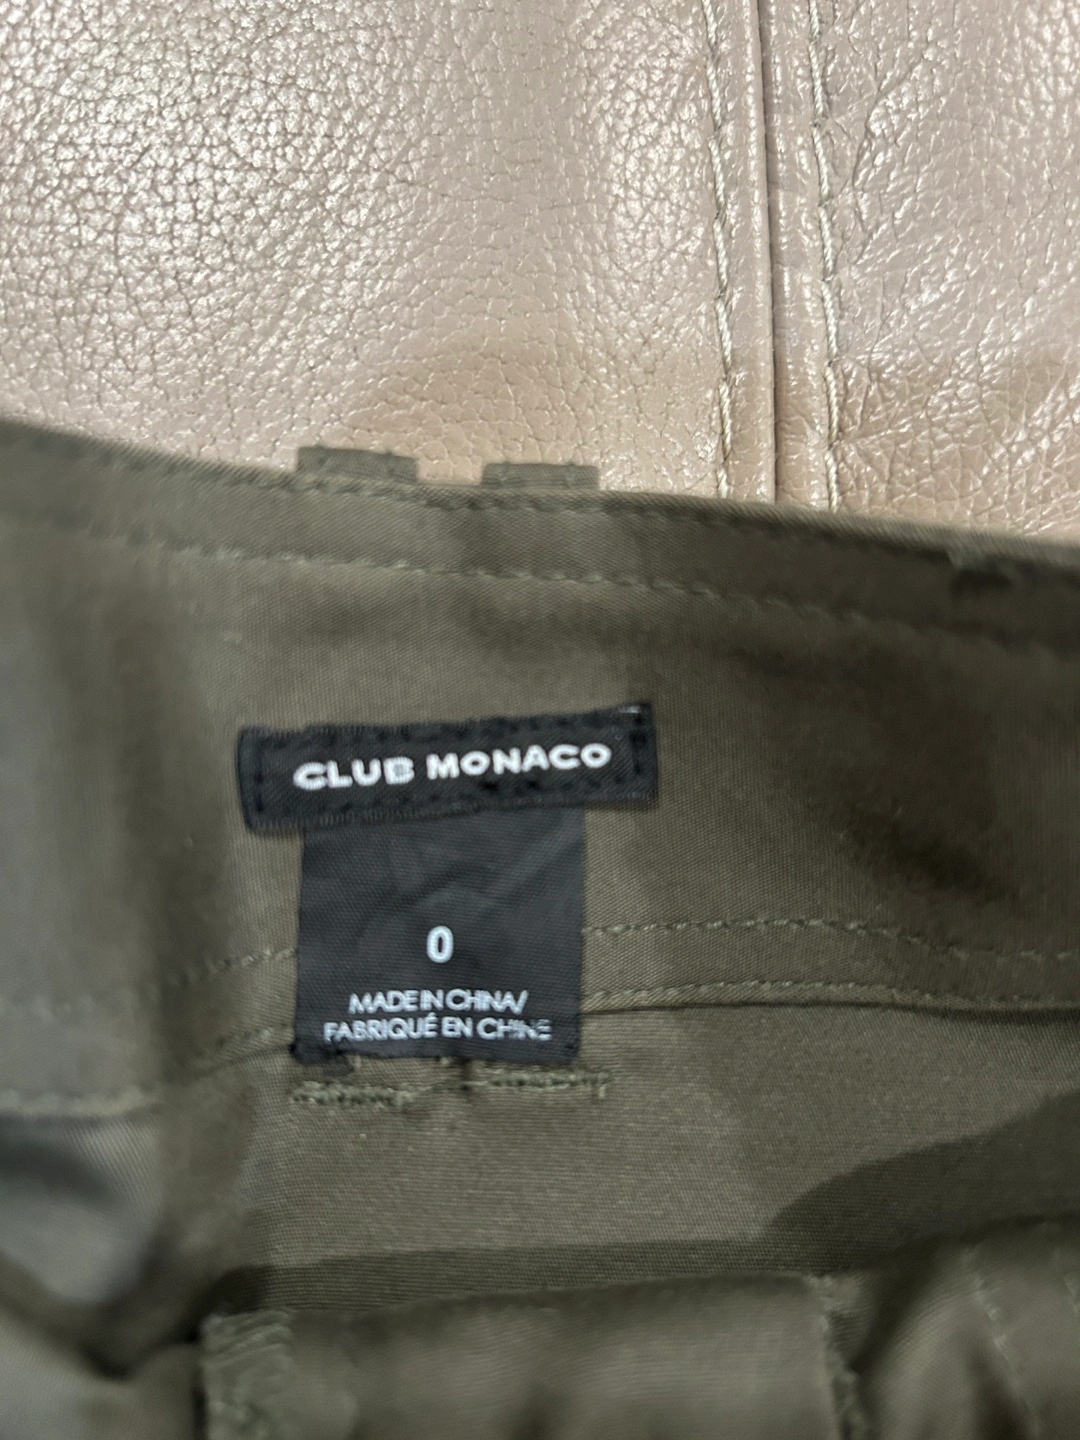 CLUB MONACO
0
MADE IN CHINA/
FABRIQUÉ EN CHINE